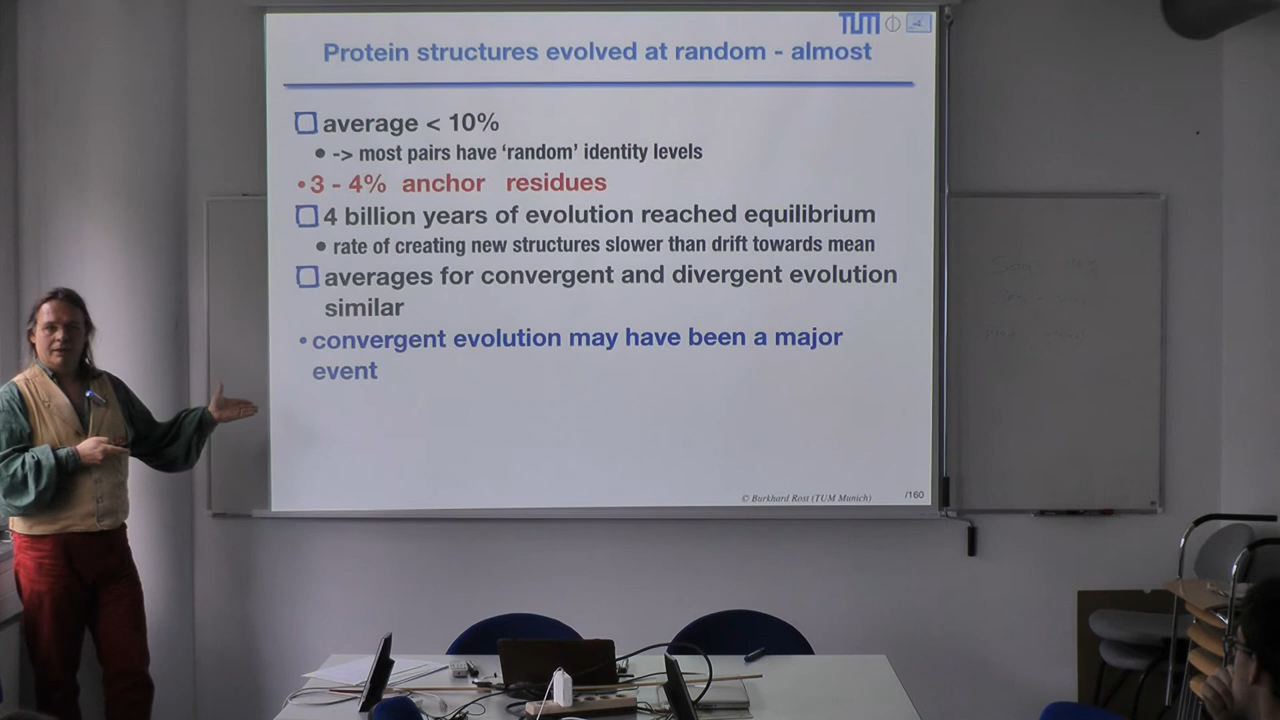 TUM
Protein structures evolved at random - almost
average < 10%
-> most pairs have ‘random’ identity levels
3 - 4% anchor residues
4 billion years of evolution reached equilibrium
rate of creating new structures slower than drift towards mean
averages for convergent and divergent evolution
similar
convergent evolution may have been a major
event
© Burkhard Rost (TUM Munich)
/160